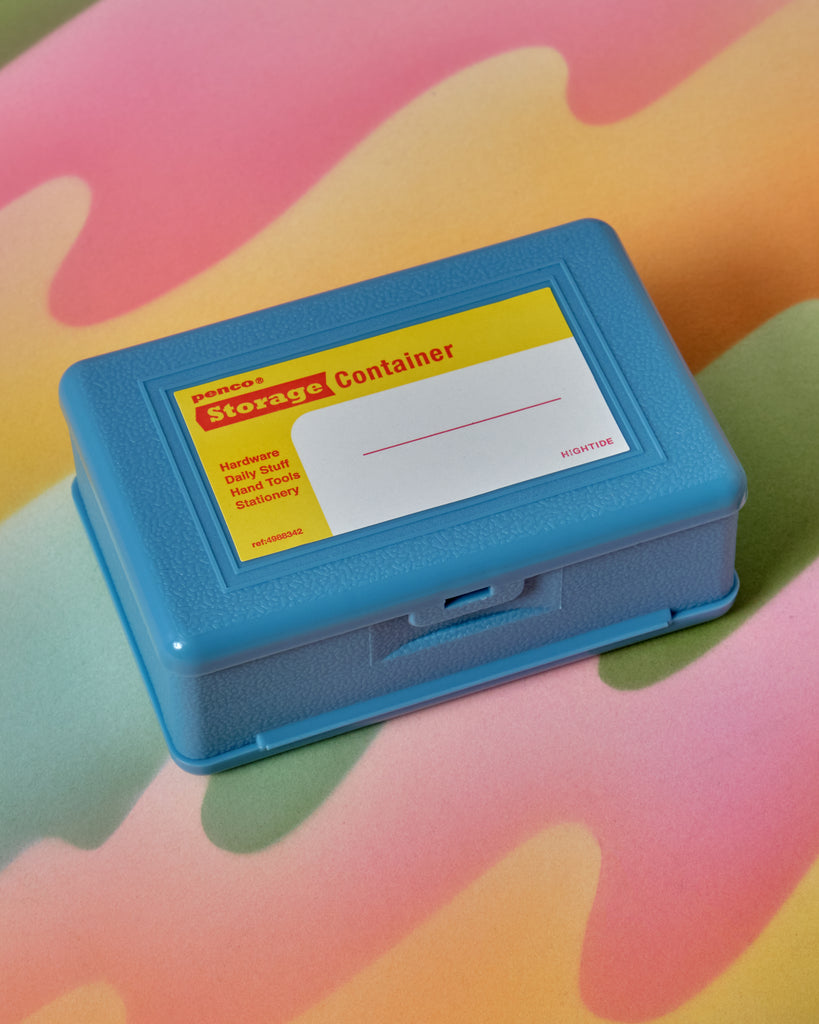 penco®
Storage Container
Hardware
Daily Stuff
Hand Tools
Stationery
ref:4988342
HIGHTIDE